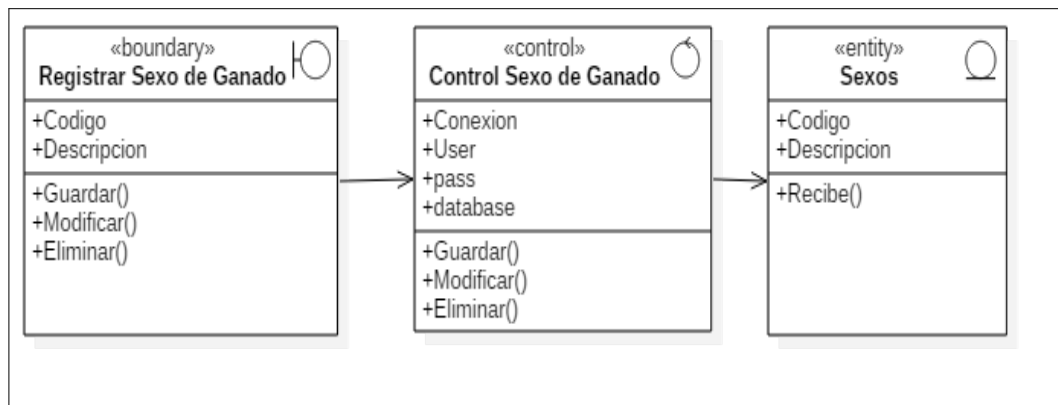 «boundary»
Registrar Sexo de Ganado
+Codigo
+Descripcion
+Guardar()
+Modificar()
+Eliminar()
«control»
Control Sexo de Ganado
+Conexion
+User
+pass
+database
+Guardar()
+Modificar()
+Eliminar()
«entity»
Sexos
+Codigo
+Descripcion
+Recibe()